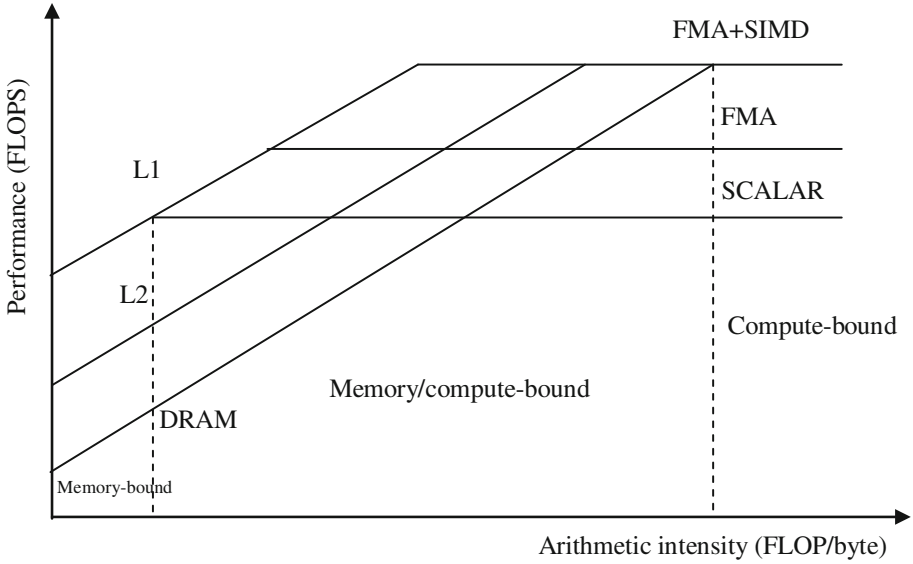 FMA+SIMD
Performance (FLOPS)
FMA
L1
SCALAR
L2
Compute-bound
Memory/compute-bound
DRAM
Memory-bound
Arithmetic intensity (FLOP/byte)